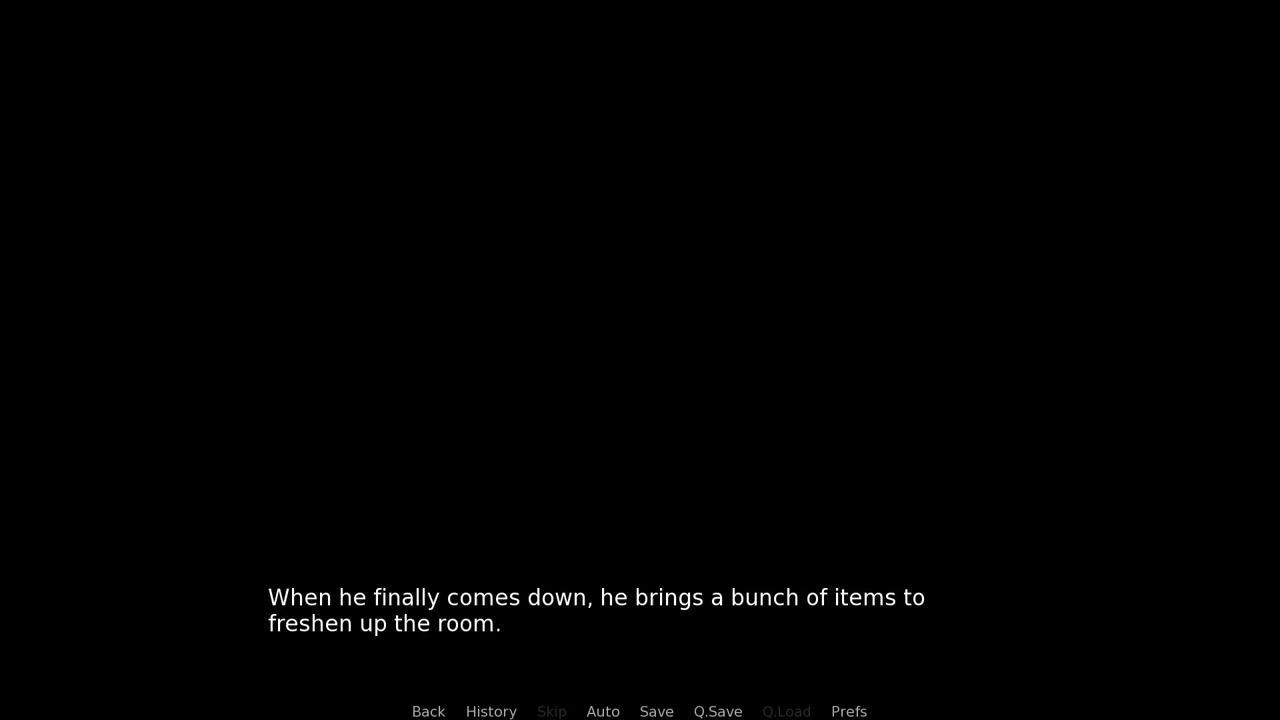 When he finally comes down, he brings a bunch of items to
freshen up the room.
Back History Skip Auto Save Q.Save Q.Load Prefs